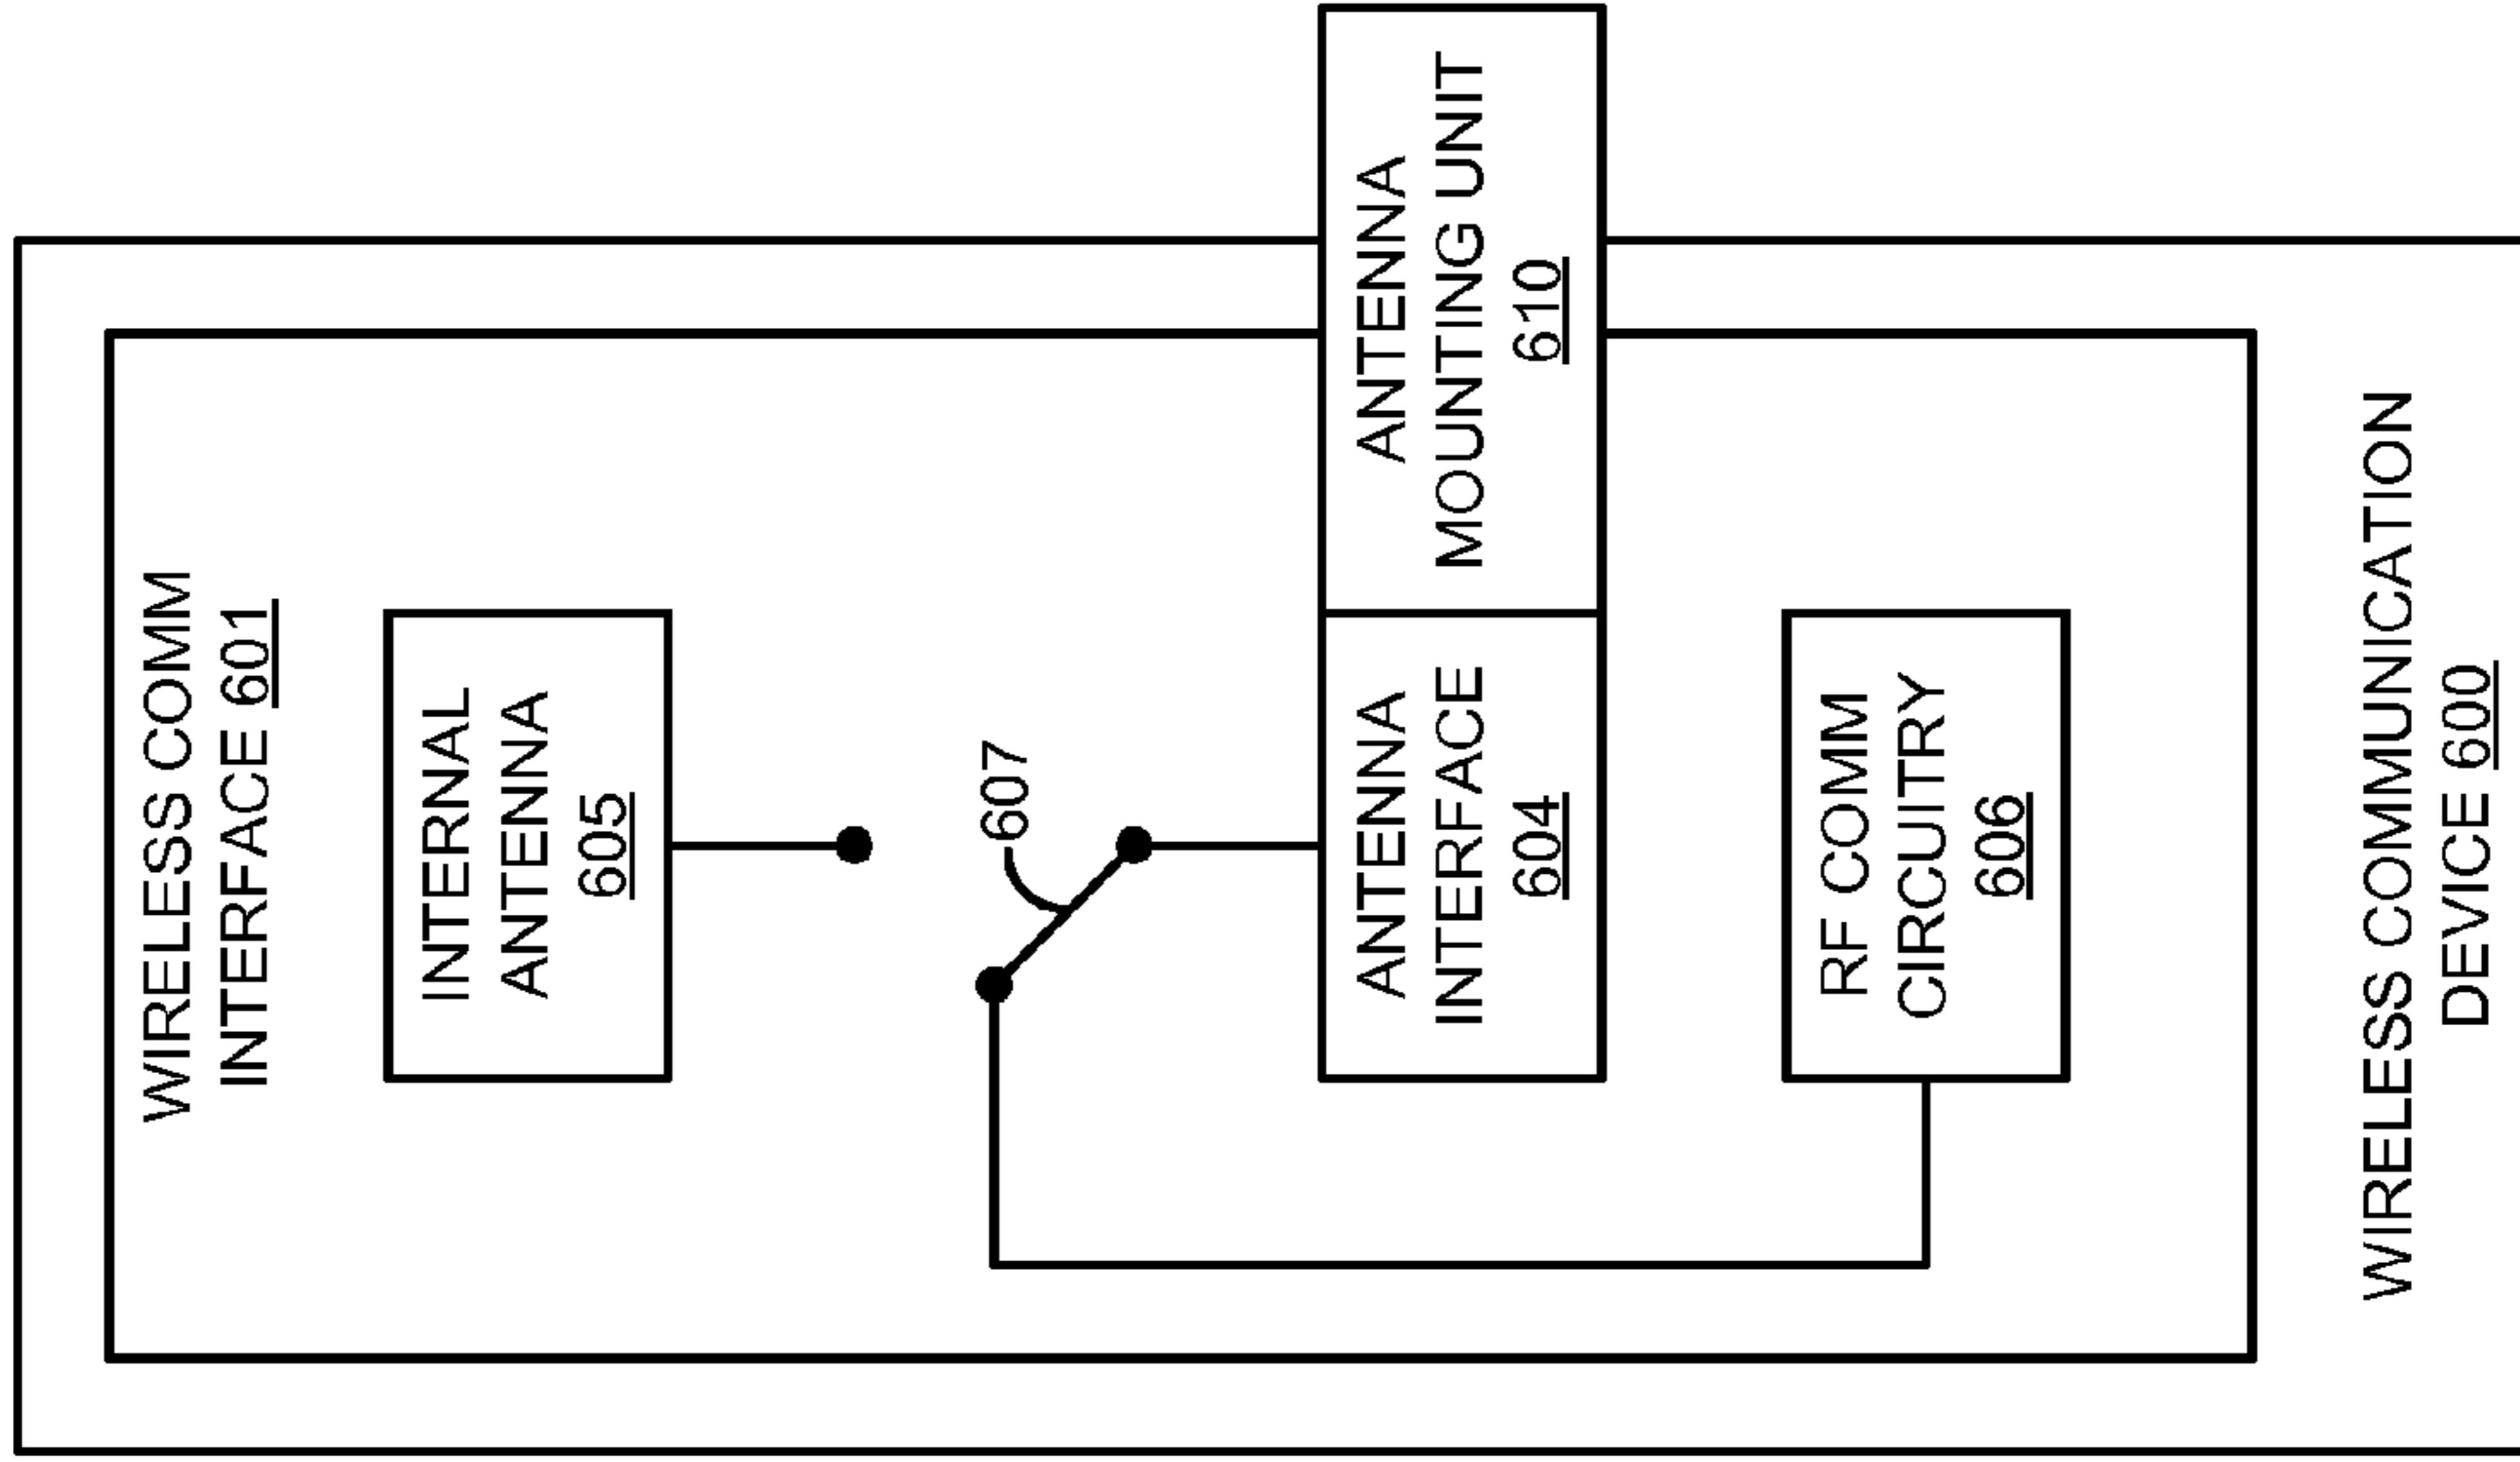 WIRELESS COMM
INTERFACE 601
INTERNAL
ANTENNA
605
607
ANTENNA
INTERFACE
604
ANTENNA
MOUNTING UNIT
610
RF COMM
CIRCUITRY
606
WIRELESS COMMUNICATION
DEVICE 600